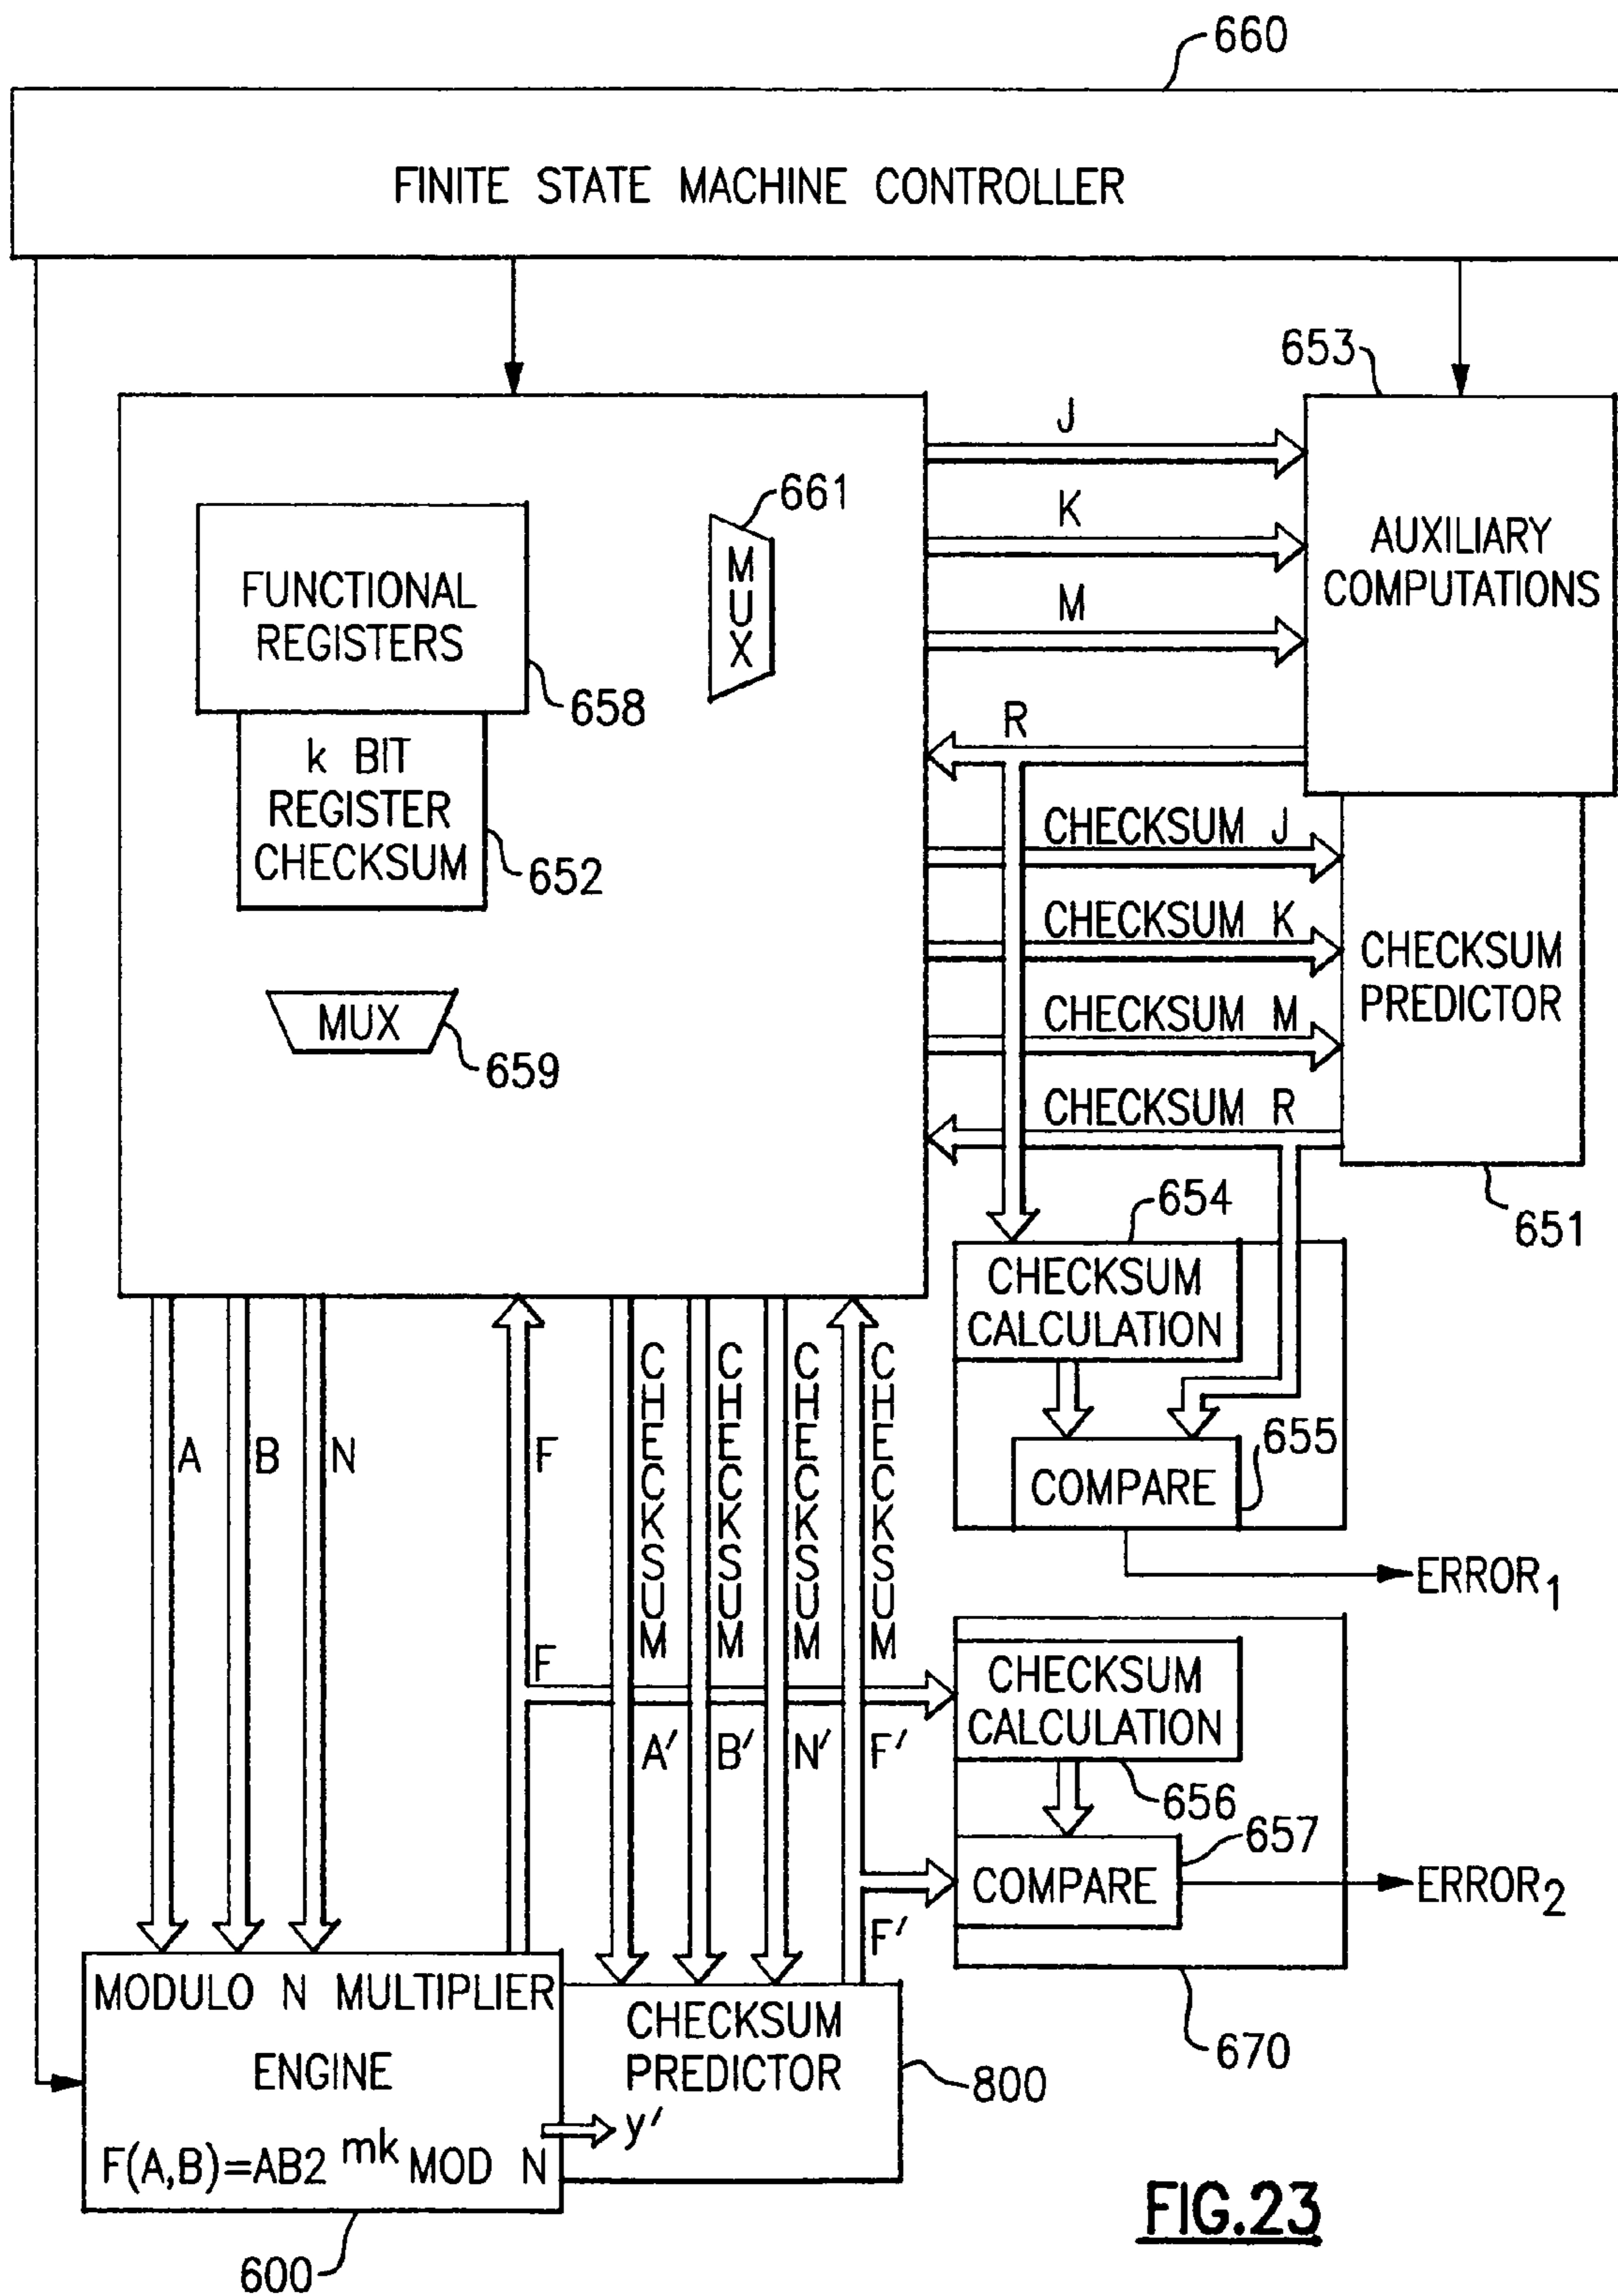 660
FINITE STATE MACHINE CONTROLLER
653
J
661
K
MUX
AUXILIARY
COMPUTATIONS
FUNCTIONAL
REGISTERS
M
658
R
k BIT
REGISTER
CHECKSUM
652
CHECKSUM J
CHECKSUM K
CHECKSUM
PREDICTOR
CHECKSUM M
MUX
659
CHECKSUM R
654
651
CHECKSUM
CALCULATION
655
COMPARE
ERROR1
A
B
N
F
CHECKSUM
CHECKSUM
CHECKSUM
CHECKSUM
F
A'
B'
N'
F'
CHECKSUM
CALCULATION
656
657
COMPARE
ERROR2
F'
670
MODULO N MULTIPLIER
ENGINE
F(A,B)=AB2 mk MOD N
600
CHECKSUM
PREDICTOR
800
y'
FIG.23